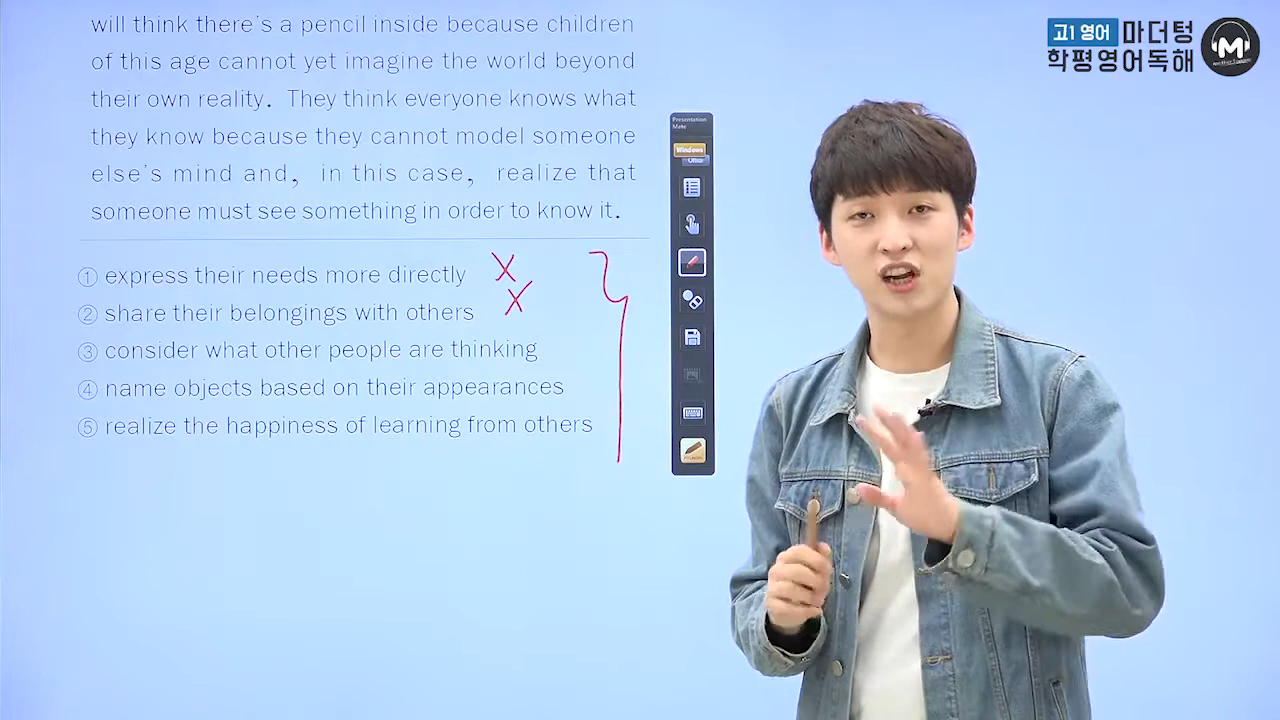 will think there's a pencil inside because children
of this age cannot yet imagine the world beyond
their own reality. They think everyone knows what
they know because they cannot model someone
else's mind and, in this case, realize that
someone must see something in order to know it.
① express their needs more directly X
② share their belongings with others X
③ consider what other people are thinking
④ name objects based on their appearances
⑤ realize the happiness of learning from others
Presentation
Mate
Windows
Office
고1 영어 마더텅
학평영어독해
M